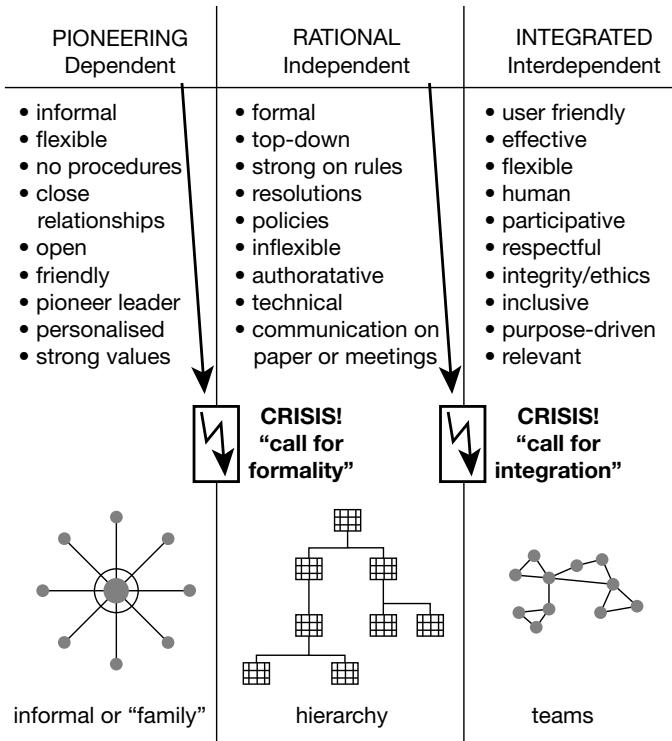 PIONEERING
Dependent
• informal
• flexible
• no procedures
• close
relationships
• open
• friendly
• pioneer leader
• personalised
• strong values
RATIONAL
Independent
• formal
• top-down
• strong on rules
• resolutions
• policies
• inflexible
• authoratative
• technical
• communication on
paper or meetings
INTEGRATED
Interdependent
• user friendly
• effective
• flexible
• human
• participative
• respectful
• integrity/ethics
• inclusive
• purpose-driven
• relevant
CRISIS!
“call for
formality”
CRISIS!
“call for
integration”
informal or “family”
hierarchy
teams